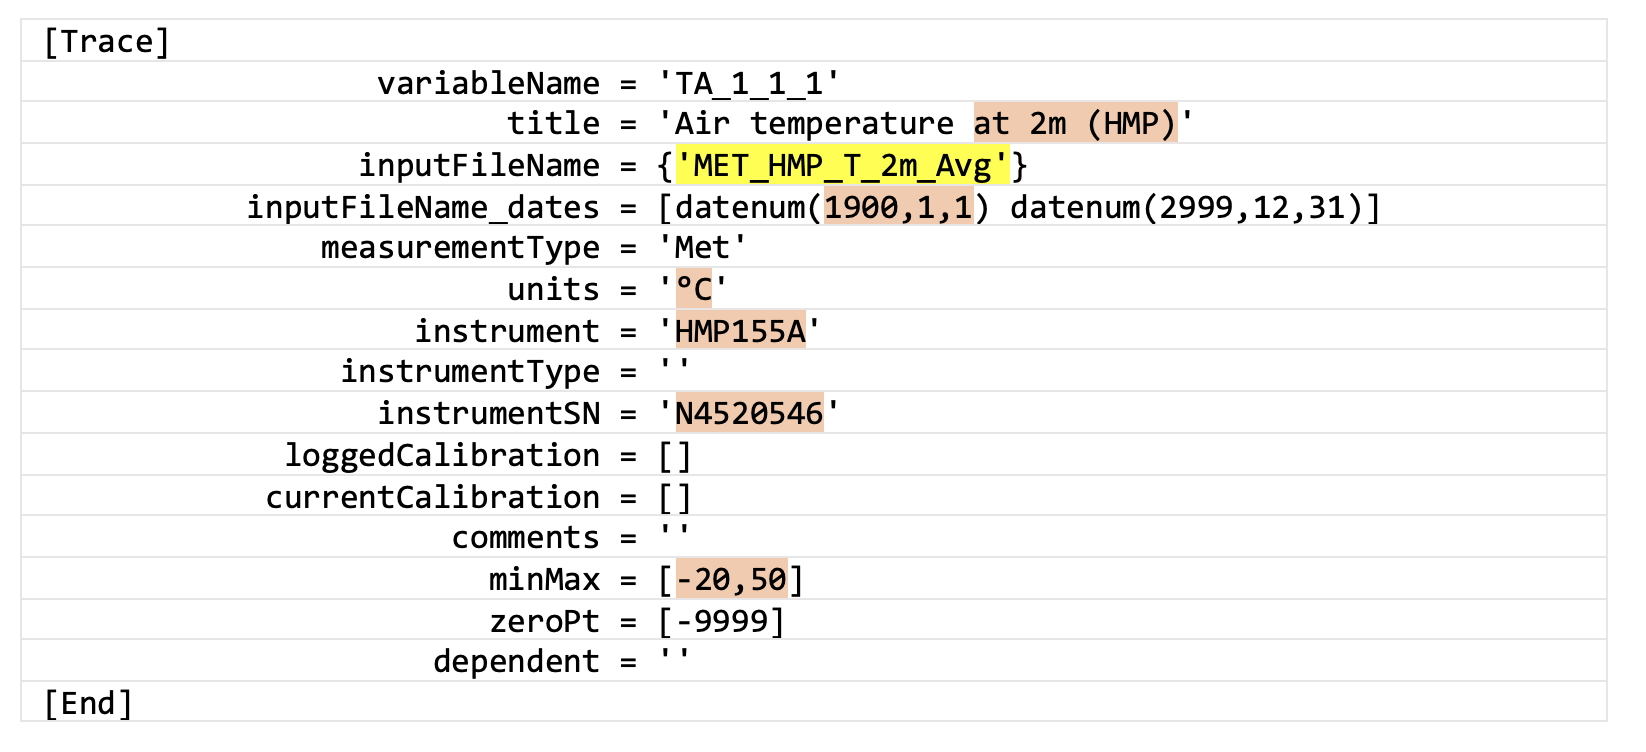 [Trace]
variableName = 'TA_1_1_1'
title = 'Air temperature at 2m (HMP)'
inputFileName = {'MET_HMP_T_2m_Avg'}
inputFileName_dates = [datenum(1900,1,1) datenum(2999,12,31)]
measurementType = 'Met'
units = '°C'
instrument = 'HMP155A'
instrumentType = ''
instrumentSN = 'N4520546'
loggedCalibration = []
currentCalibration = []
comments = ''
minMax = [-20,50]
zeroPt = [-9999]
dependent = ''
[End]